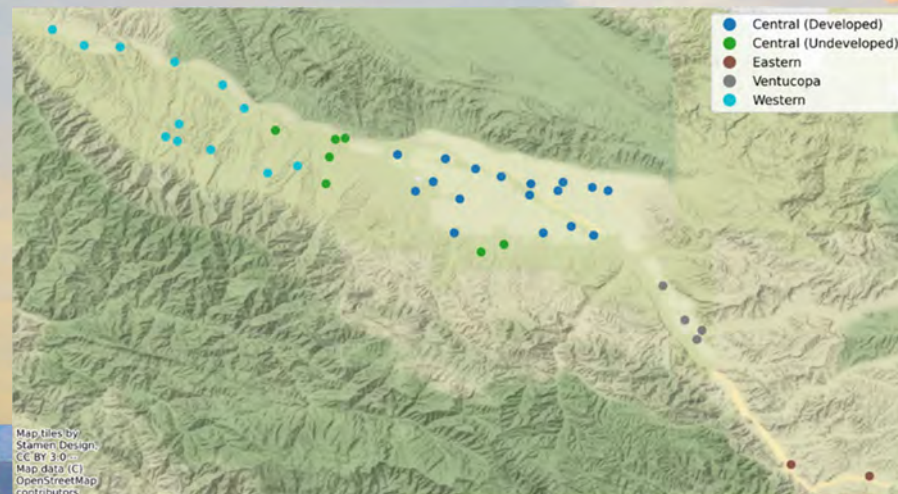 Central (Developed)
Central (Undeveloped)
Eastern
Ventucopa
Western
Map tiles by
Stamen Design,
CC BY 3.0 --
Map data (C)
OpenStreetMap
contributors